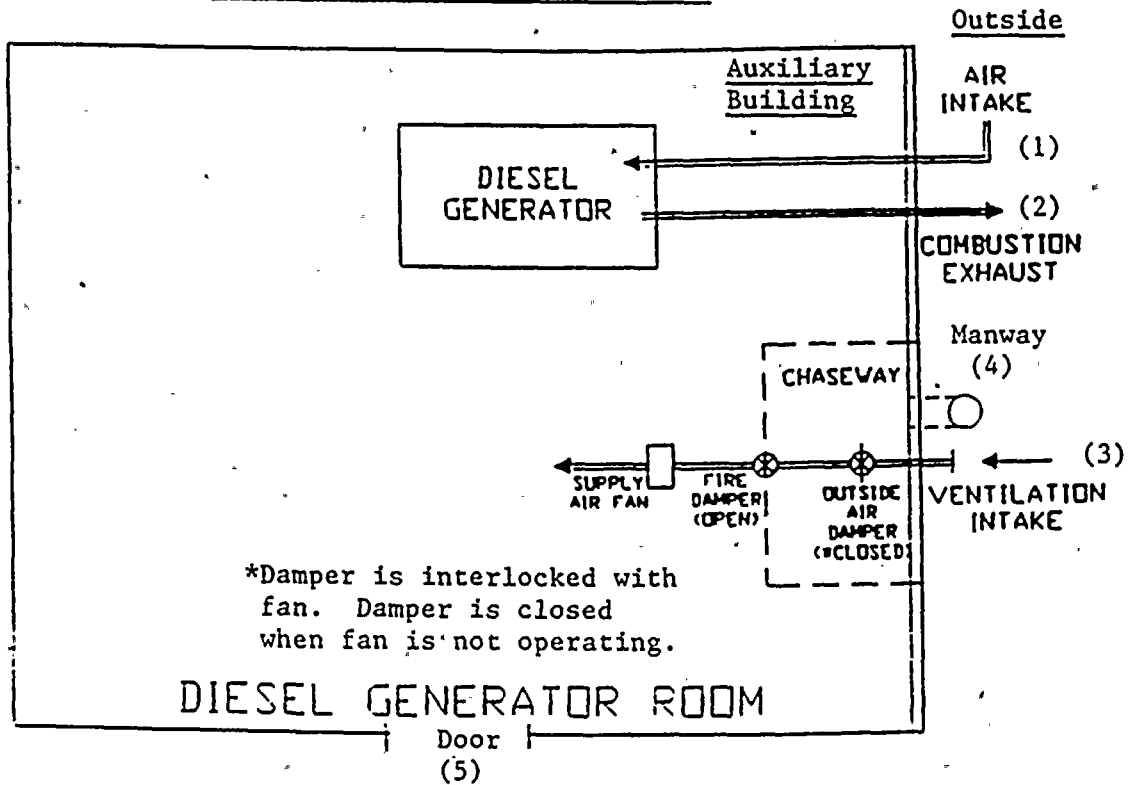 Outside
Auxiliary
Building
AIR
INTAKE
(1)
DIESEL
GENERATOR
(2)
COMBUSTION
EXHAUST
Manway
(4)
CHASEWAY
(3)
SUPPLY
AIR FAN
FIRE
DAMPER
(OPEN)
OUTSIDE
AIR
DAMPER
(*CLOSED)
VENTILATION
INTAKE
*Damper is interlocked with
fan. Damper is closed
when fan is not operating.
DIESEL GENERATOR ROOM
Door
(5)